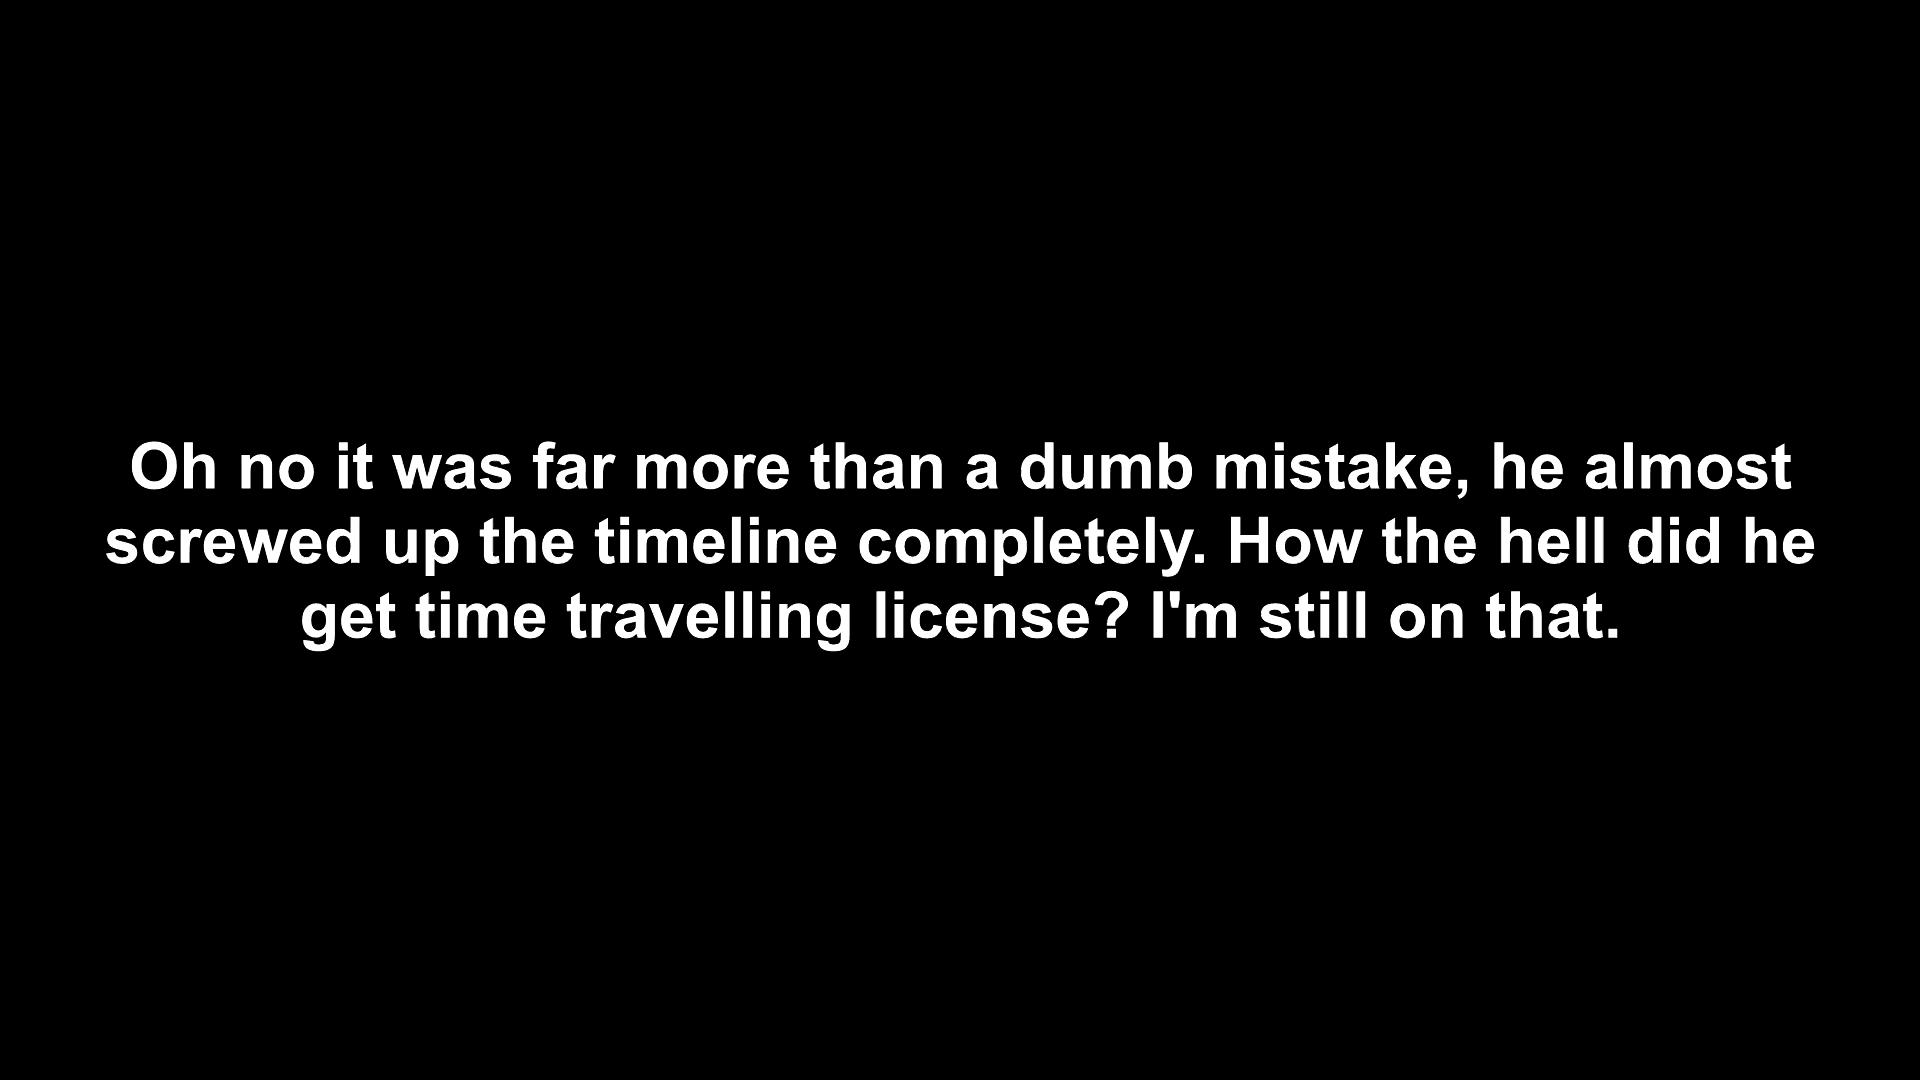 Oh no it was far more than a dumb mistake, he almost
screwed up the timeline completely. How the hell did he
get time travelling license? I'm still on that.